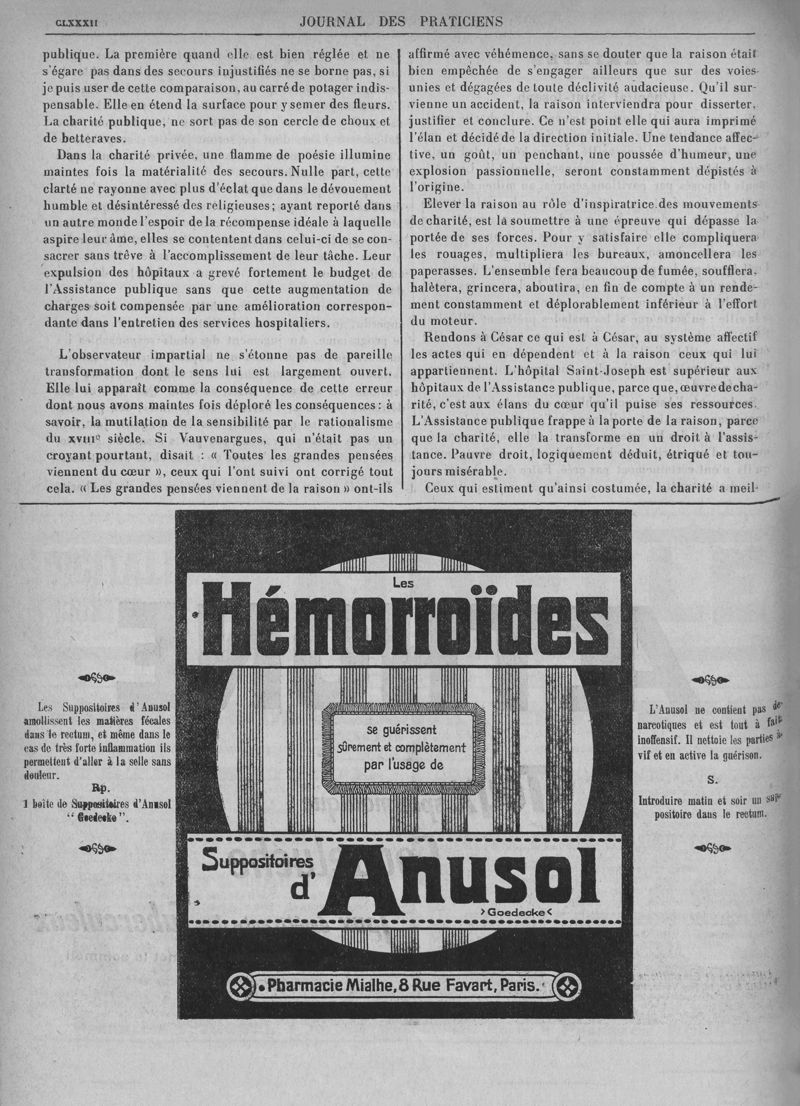 CLXXXII
JOURNAL DES PRATICIENS
publique. La première quand elle est bien réglée et ne
s'égare pas dans des secours injustifiés ne se borne pas, si
je puis user de cette comparaison, au carré de potager indis-
pensable. Elle en étend la surface pour y semer des fleurs.
La charité publique, ne sort pas de son cercle de choux et
de betteraves.
Dans la charité privée, une flamme de poésie illumine
maintes fois la matérialité des secours. Nulle part, cette
clarté ne rayonne avec plus d'éclat que dans le dévouement
humble et désintéressé des religieuses; ayant reporté dans
un autre monde l'espoir de la récompense idéale à laquelle
aspire leur âme, elles se contentent dans celui-ci de se con-
sacrer sans trêve à l'accomplissement de leur tâche. Leur
expulsion des hôpitaux a grevé fortement le budget de
l'Assistance publique sans que cette augmentation de
charges soit compensée par une amélioration correspon-
dante dans l'entretien des services hospitaliers.
L'observateur impartial ne s'étonne pas de pareille
transformation dont le sens lui est largement ouvert.
Elle lui apparaît comme la conséquence de cette erreur
dont nous avons maintes fois déploré les conséquences: à
savoir, la mutilation de la sensibilité par le rationalisme
du XVIIIe siècle. Si Vauvenargues, qui n'était pas un
croyant pourtant, disait : « Toutes les grandes pensées
viennent du cœur », ceux qui l'ont suivi ont corrigé tout
cela. « Les grandes pensées viennent de la raison » ont-ils
affirmé avec véhémence, sans se douter que la raison était
bien empêchée de s'engager ailleurs que sur des voies
unies et dégagées de toute déclivité audacieuse. Qu'il sur-
vienne un accident, la raison interviendra pour disserter,
justifier et conclure. Ce n'est point elle qui aura imprimé
l'élan et décidé de la direction initiale. Une tendance affec-
tive, un goût, un penchant, une poussée d'humeur, une
explosion passionnelle, seront constamment dépistés à
l'origine.
Elever la raison au rôle d'inspiratrice des mouvements
de charité, est la soumettre à une épreuve qui dépasse la
portée de ses forces. Pour y satisfaire elle compliquera
les rouages, multipliera les bureaux, amoncellera les
paperasses. L'ensemble fera beaucoup de fumée, soufflera,
halètera, grincera, aboutira, en fin de compte à un rende-
ment constamment et déplorablement inférieur à l'effort
du moteur.
Rendons à César ce qui est à César, au système affectif
les actes qui en dépendent et à la raison ceux qui lui
appartiennent. L'hôpital Saint-Joseph est supérieur aux
hôpitaux de l'Assistance publique, parce que, œuvre de cha-
rité, c'est aux élans du cœur qu'il puise ses ressources.
L'Assistance publique frappe à la porte de la raison, parce
que la charité, elle la transforme en un droit à l'assis-
tance. Pauvre droit, logiquement déduit, étriqué et tou-
jours misérable.
Ceux qui estiment qu'ainsi costumée, la charité a meil-
Les Suppositoires d'Anusol
amollissent les matières fécales
dans le rectum, et même dans le
cas de très forte inflammation ils
permettent d'aller à la selle sans
douleur.
Rp.
1 boîte de Suppositoires d'Anusol
“ Goedecke ”.
Les
Hémorroïdes
se guérissent
sûrement et complètement
par l'usage de
Suppositoires
d'Anusol
>Goedecke<
Pharmacie Mialhe, 8 Rue Favart, Paris.
L'Anusol ne contient pas de
narcotiques et est tout à fait
inoffensif. Il nettoie les parties à
vif et en active la guérison.
S.
Introduire matin et soir un sup-
positoire dans le rectum.